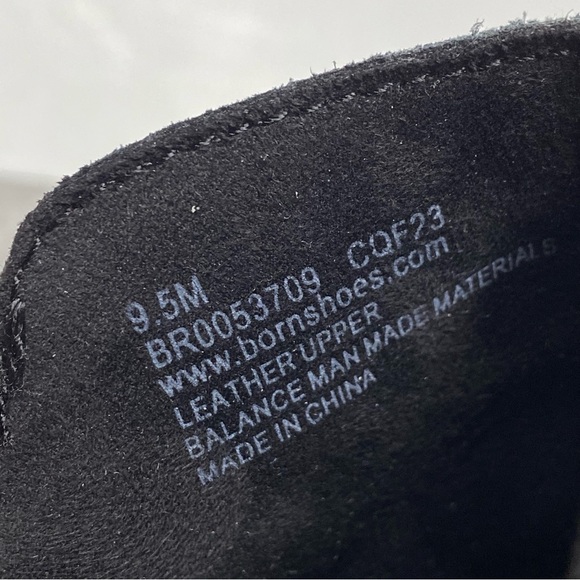 9.5M
BR0053709 CQF23
www.bornshoes.com
LEATHER UPPER
BALANCE MAN MADE MATERIALS
MADE IN CHINA